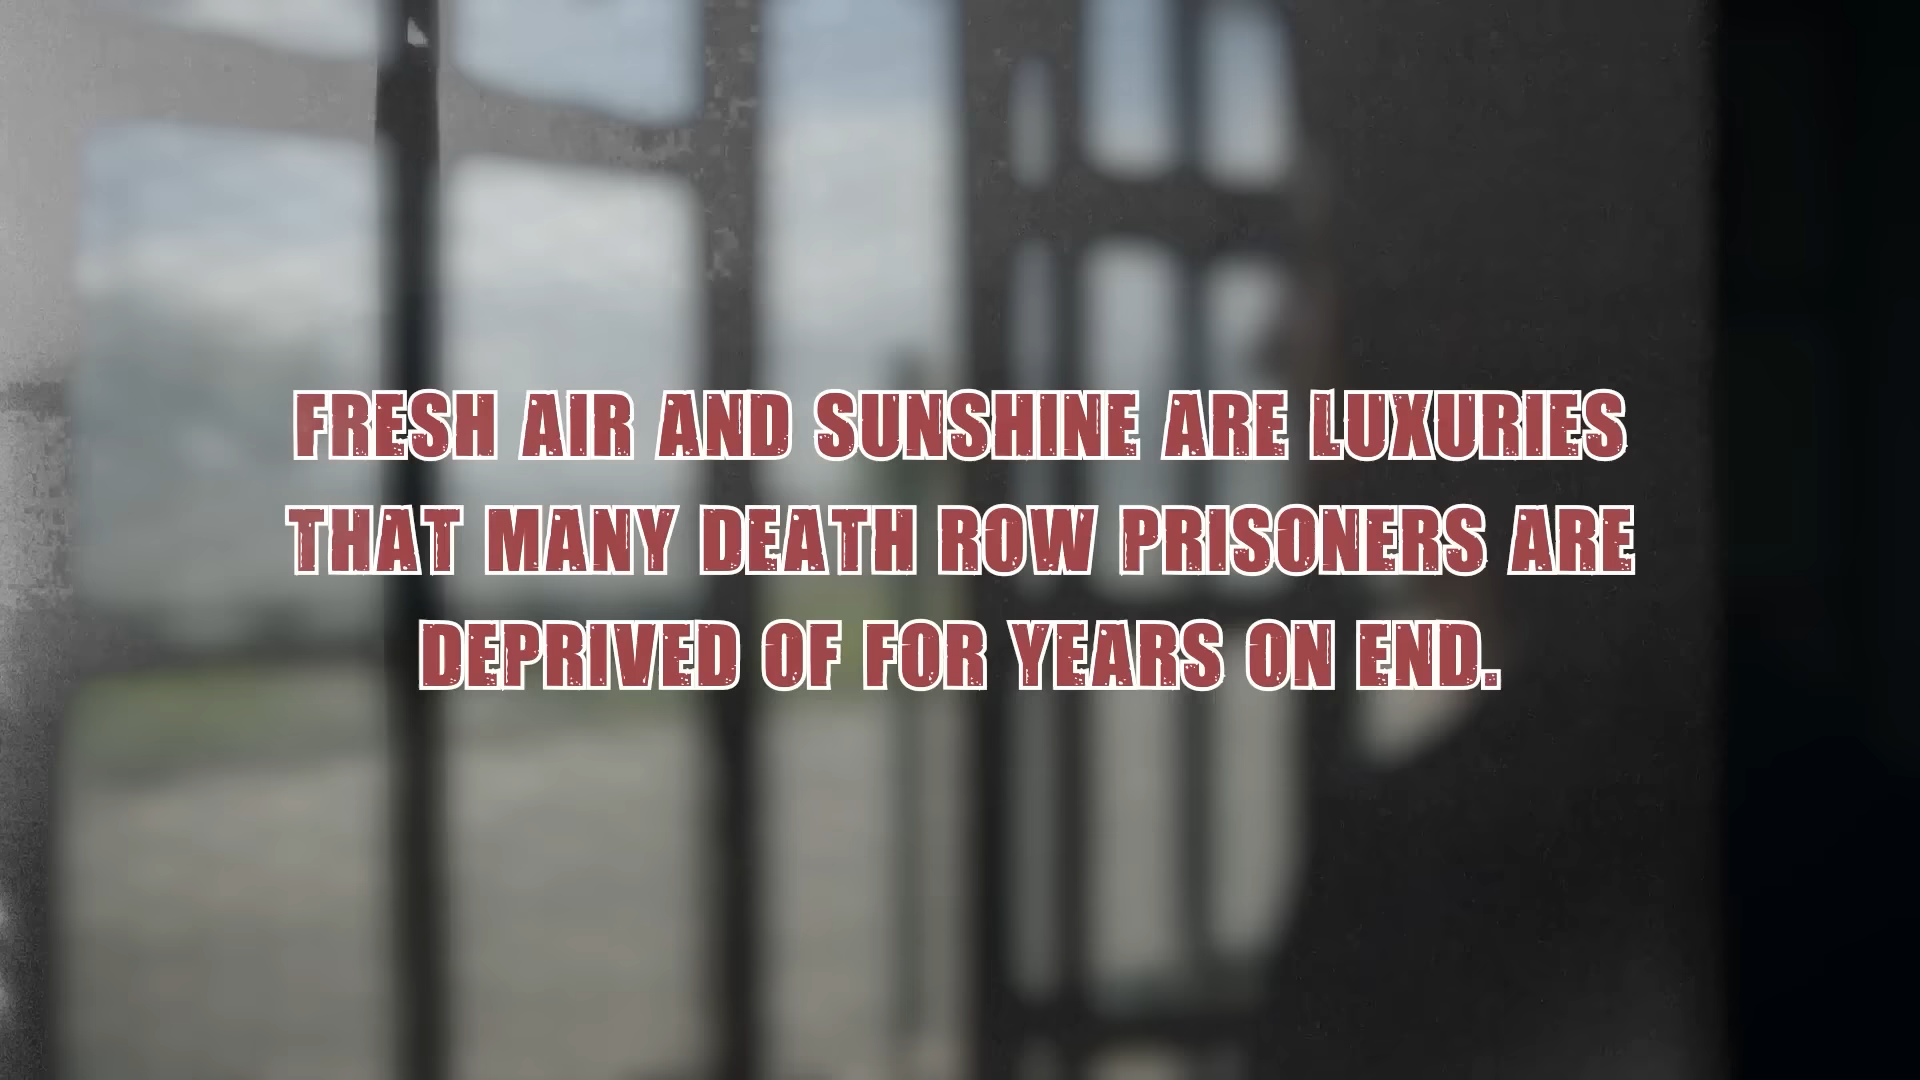 FRESH AIR AND SUNSHINE ARE LUXURIES
THAT MANY DEATH ROW PRISONERS ARE
DEPRIVED OF FOR YEARS ON END.